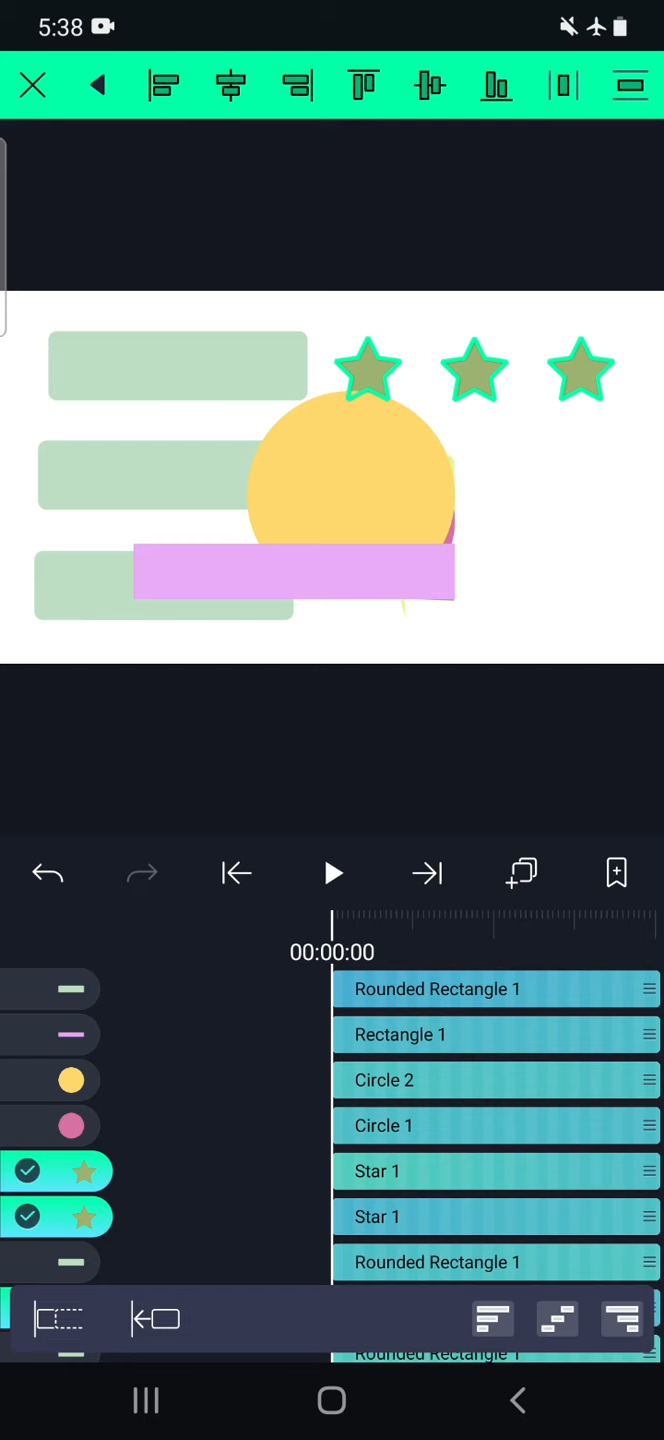 5:38
00:00:00
Rounded Rectangle 1
Rectangle 1
Circle 2
Circle 1
Star 1
Star 1
Rounded Rectangle 1
Rounded Rectangle 1